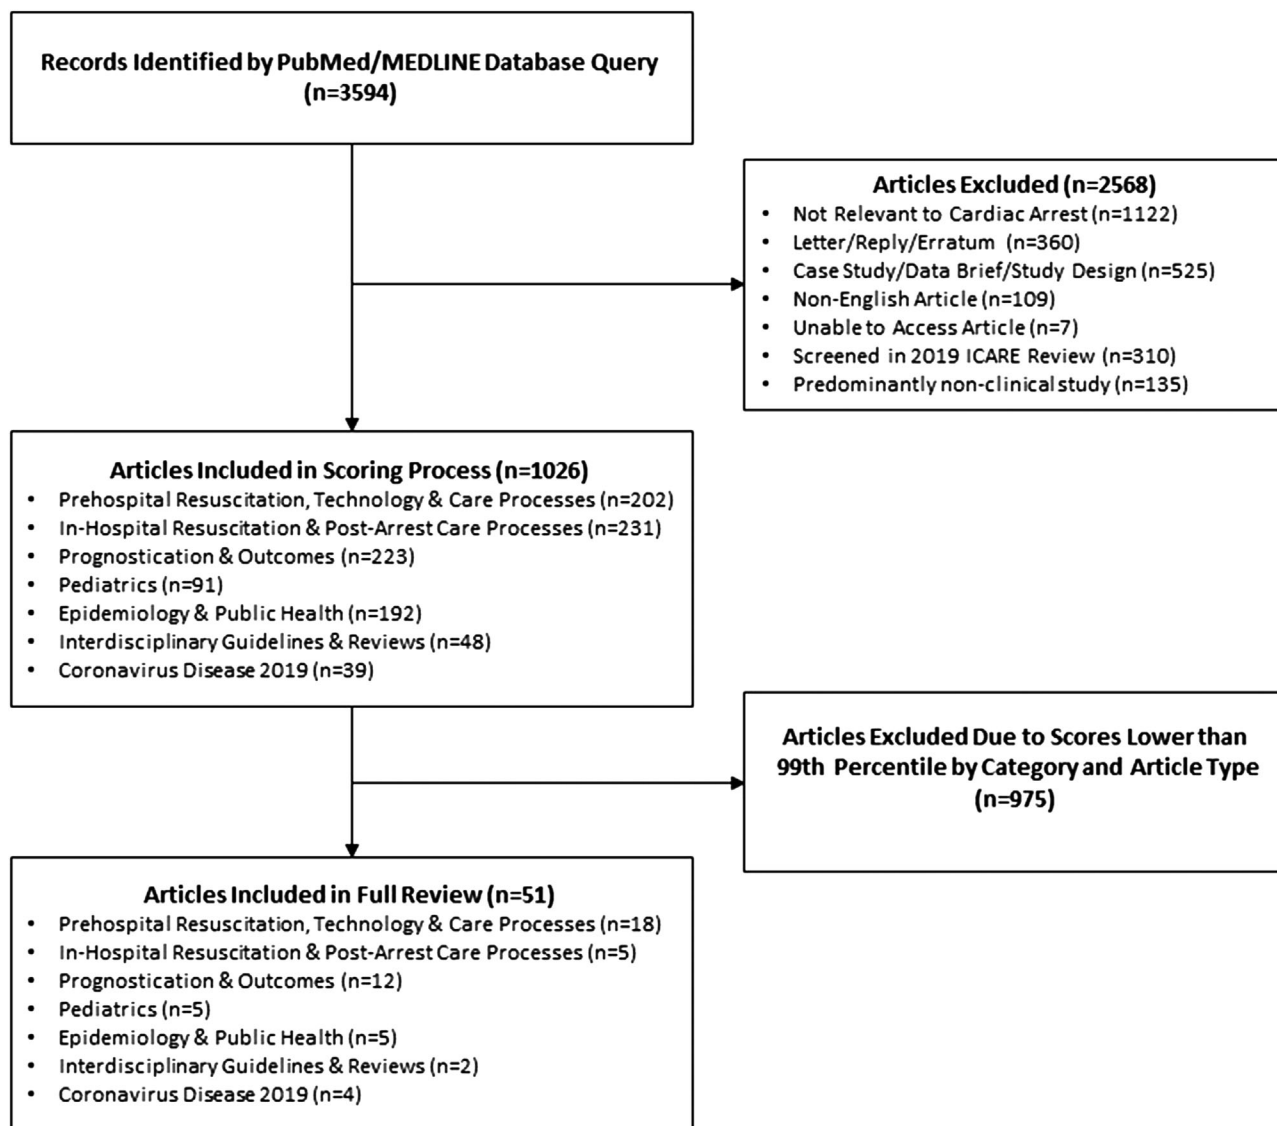 Records Identified by PubMed/MEDLINE Database Query
(n=3594)
Articles Excluded (n=2568)
• Not Relevant to Cardiac Arrest (n=1122)
• Letter/Reply/Erratum (n=360)
• Case Study/Data Brief/Study Design (n=525)
• Non-English Article (n=109)
• Unable to Access Article (n=7)
• Screened in 2019 ICARE Review (n=310)
• Predominantly non-clinical study (n=135)
Articles Included in Scoring Process (n=1026)
• Prehospital Resuscitation, Technology & Care Processes (n=202)
• In-Hospital Resuscitation & Post-Arrest Care Processes (n=231)
• Prognostication & Outcomes (n=223)
• Pediatrics (n=91)
• Epidemiology & Public Health (n=192)
• Interdisciplinary Guidelines & Reviews (n=48)
• Coronavirus Disease 2019 (n=39)
Articles Excluded Due to Scores Lower than
99th Percentile by Category and Article Type
(n=975)
Articles Included in Full Review (n=51)
• Prehospital Resuscitation, Technology & Care Processes (n=18)
• In-Hospital Resuscitation & Post-Arrest Care Processes (n=5)
• Prognostication & Outcomes (n=12)
• Pediatrics (n=5)
• Epidemiology & Public Health (n=5)
• Interdisciplinary Guidelines & Reviews (n=2)
• Coronavirus Disease 2019 (n=4)